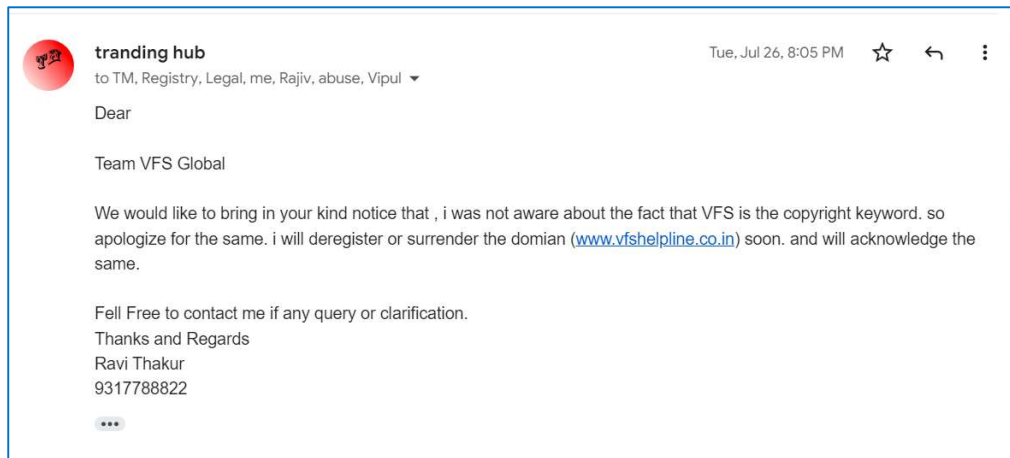 tranding hub
Tue, Jul 26, 8:05 PM
to TM, Registry, Legal, me, Rajiv, abuse, Vipul
Dear
Team VFS Global
We would like to bring in your kind notice that , i was not aware about the fact that VFS is the copyright keyword. so
apologize for the same. i will deregister or surrender the domian (www.vfshelpline.co.in) soon. and will acknowledge the
same.
Fell Free to contact me if any query or clarification.
Thanks and Regards
Ravi Thakur
9317788822